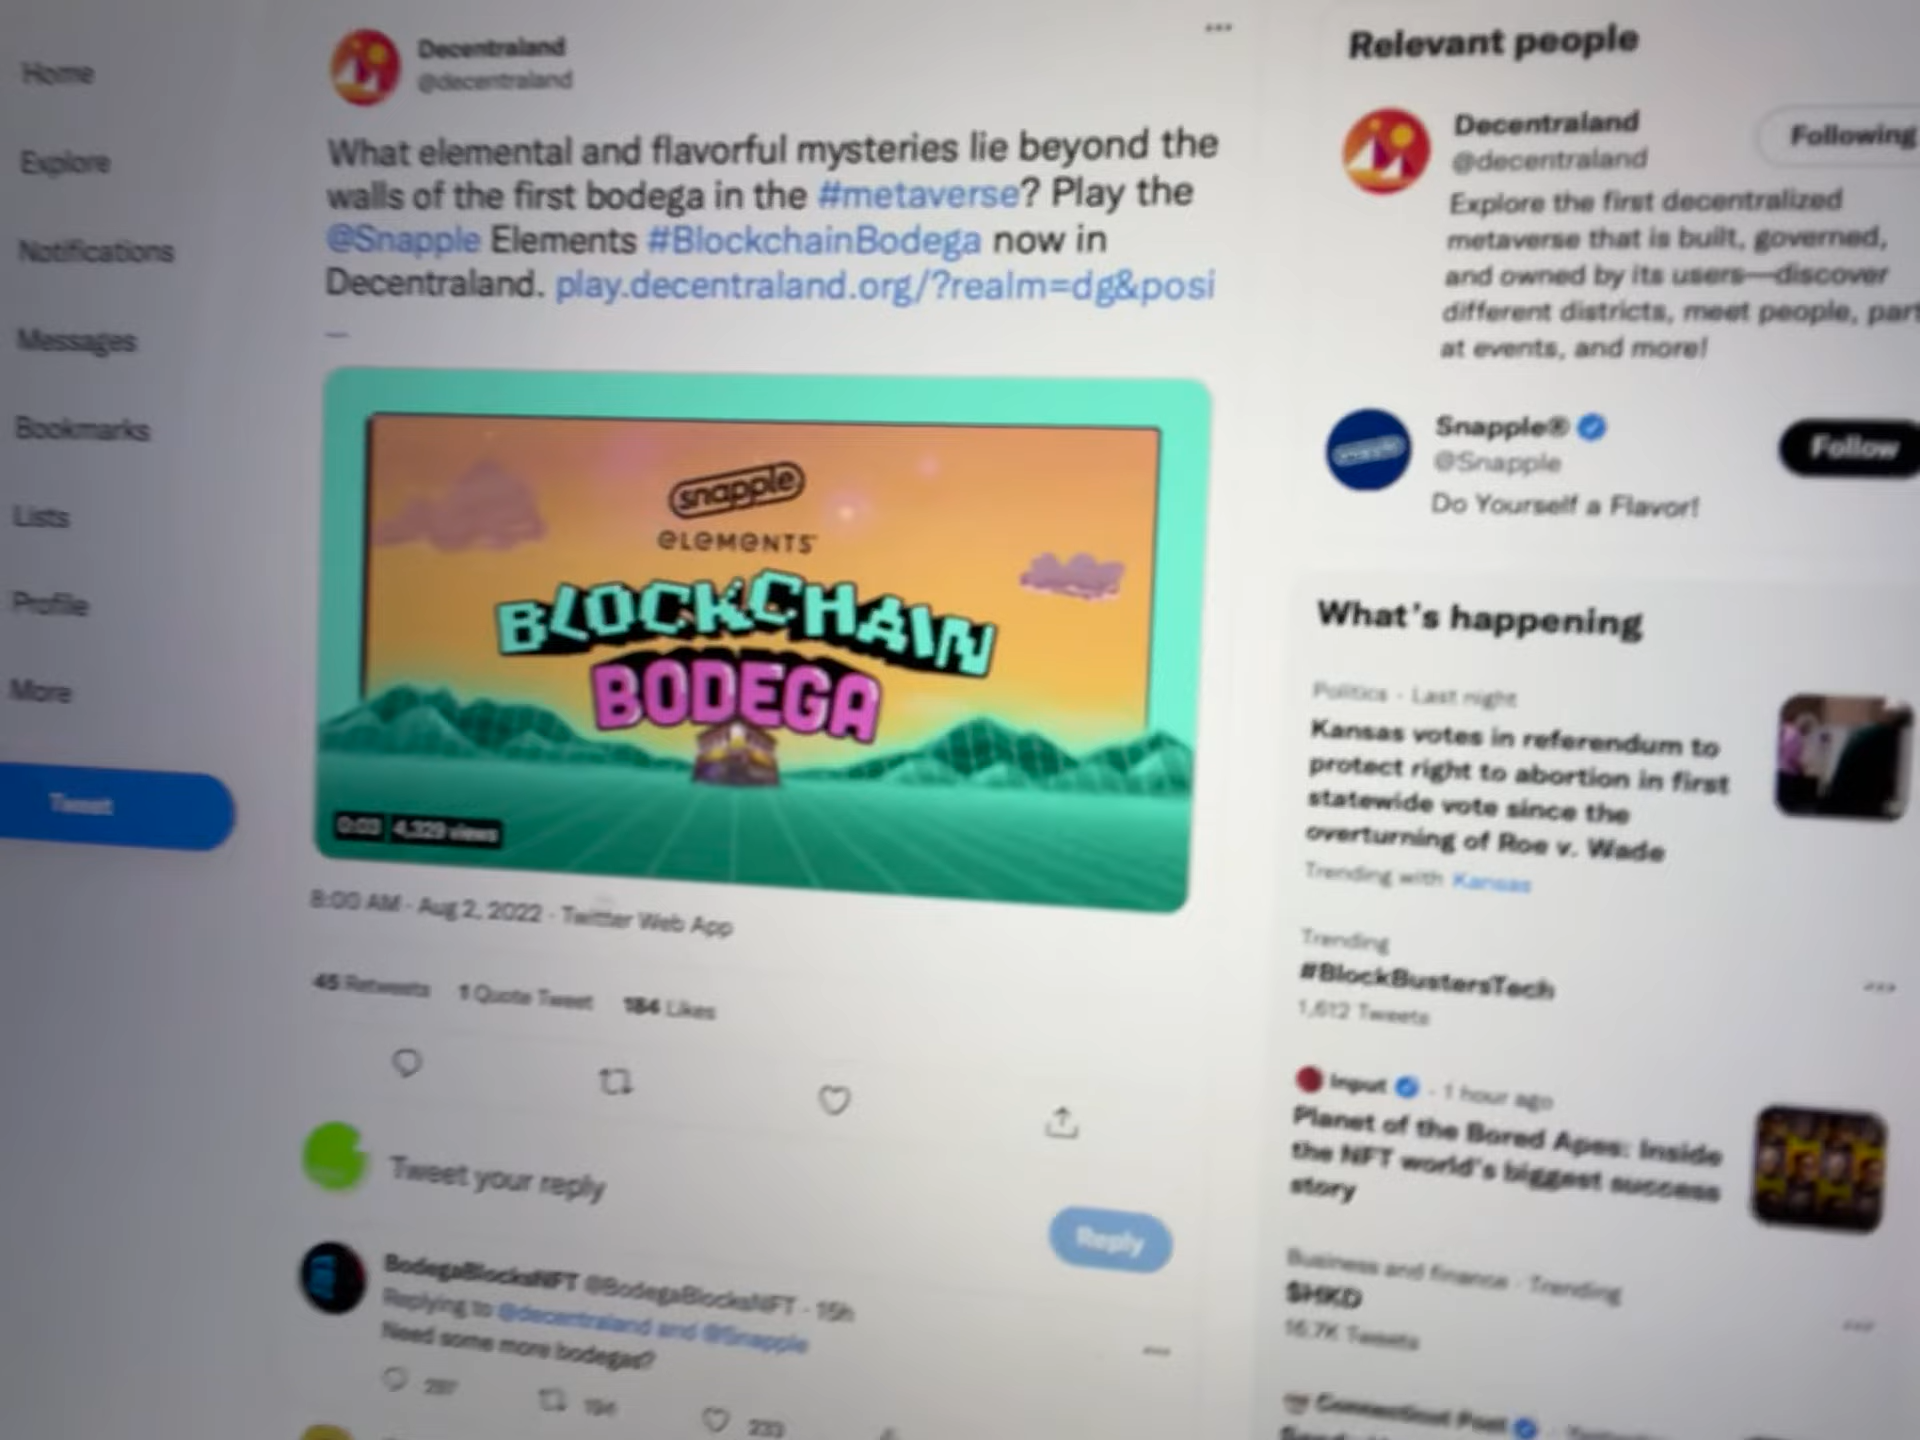 Home
Explore
Notifications
Messages
Bookmarks
Lists
Profile
More
Tweet
Decentraland
@decentraland
What elemental and flavorful mysteries lie beyond the
walls of the first bodega in the #metaverse? Play the
@Snapple Elements #BlockchainBodega now in
Decentraland. play.decentraland.org/?realm=dg&posi
...
snapple
eLeMeNTS
BLOCKCHAIN
BODEGA
0:03 4,329 views
8:00 AM · Aug 2, 2022 · Twitter Web App
45 Retweets 1 Quote Tweet 184 Likes
Tweet your reply
Reply
BodegaBlocksNFT @BodegaBlocksNFT · 15h
Replying to @decentraland and @Snapple
Need some more bodegas?
233
Relevant people
Decentraland
@decentraland
Following
Explore the first decentralized
metaverse that is built, governed,
and owned by its users—discover
different districts, meet people, part
at events, and more!
Snapple®
@Snapple
Follow
Do Yourself a Flavor!
What's happening
Politics · Last night
Kansas votes in referendum to
protect right to abortion in first
statewide vote since the
overturning of Roe v. Wade
Trending with Kansas
Trending
#BlockBustersTech
1,612 Tweets
Input · 1 hour ago
Planet of the Bored Apes: Inside
the NFT world's biggest success
story
Business and finance · Trending
$HKD
16.7K Tweets
Connecticut Post